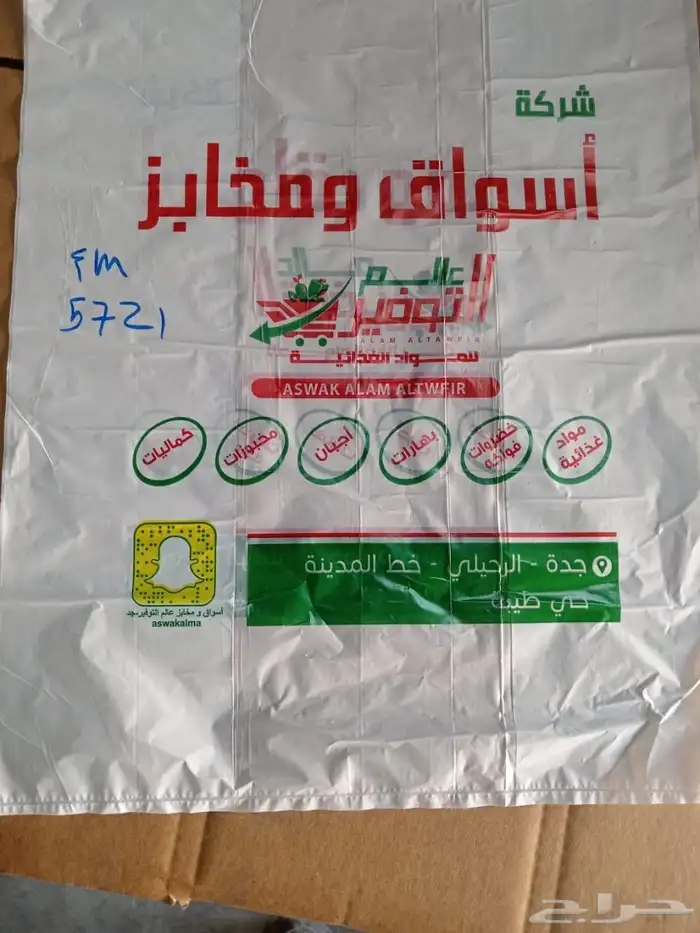 شركة
أسواق ومخابز
عالم
التوفير
ALAM ALTAWFIR
للمواد الغذائية
ASWAK ALAM ALTWFIR
مواد غذائية
خضروات فواكه
بهارات
أجبان
مخبوزات
كماليات
جدة - الرحيلي - خط المدينة
حي طيبة
أسواق و مخابز عالم التوفير-جد
aswakalma
5721
حراج